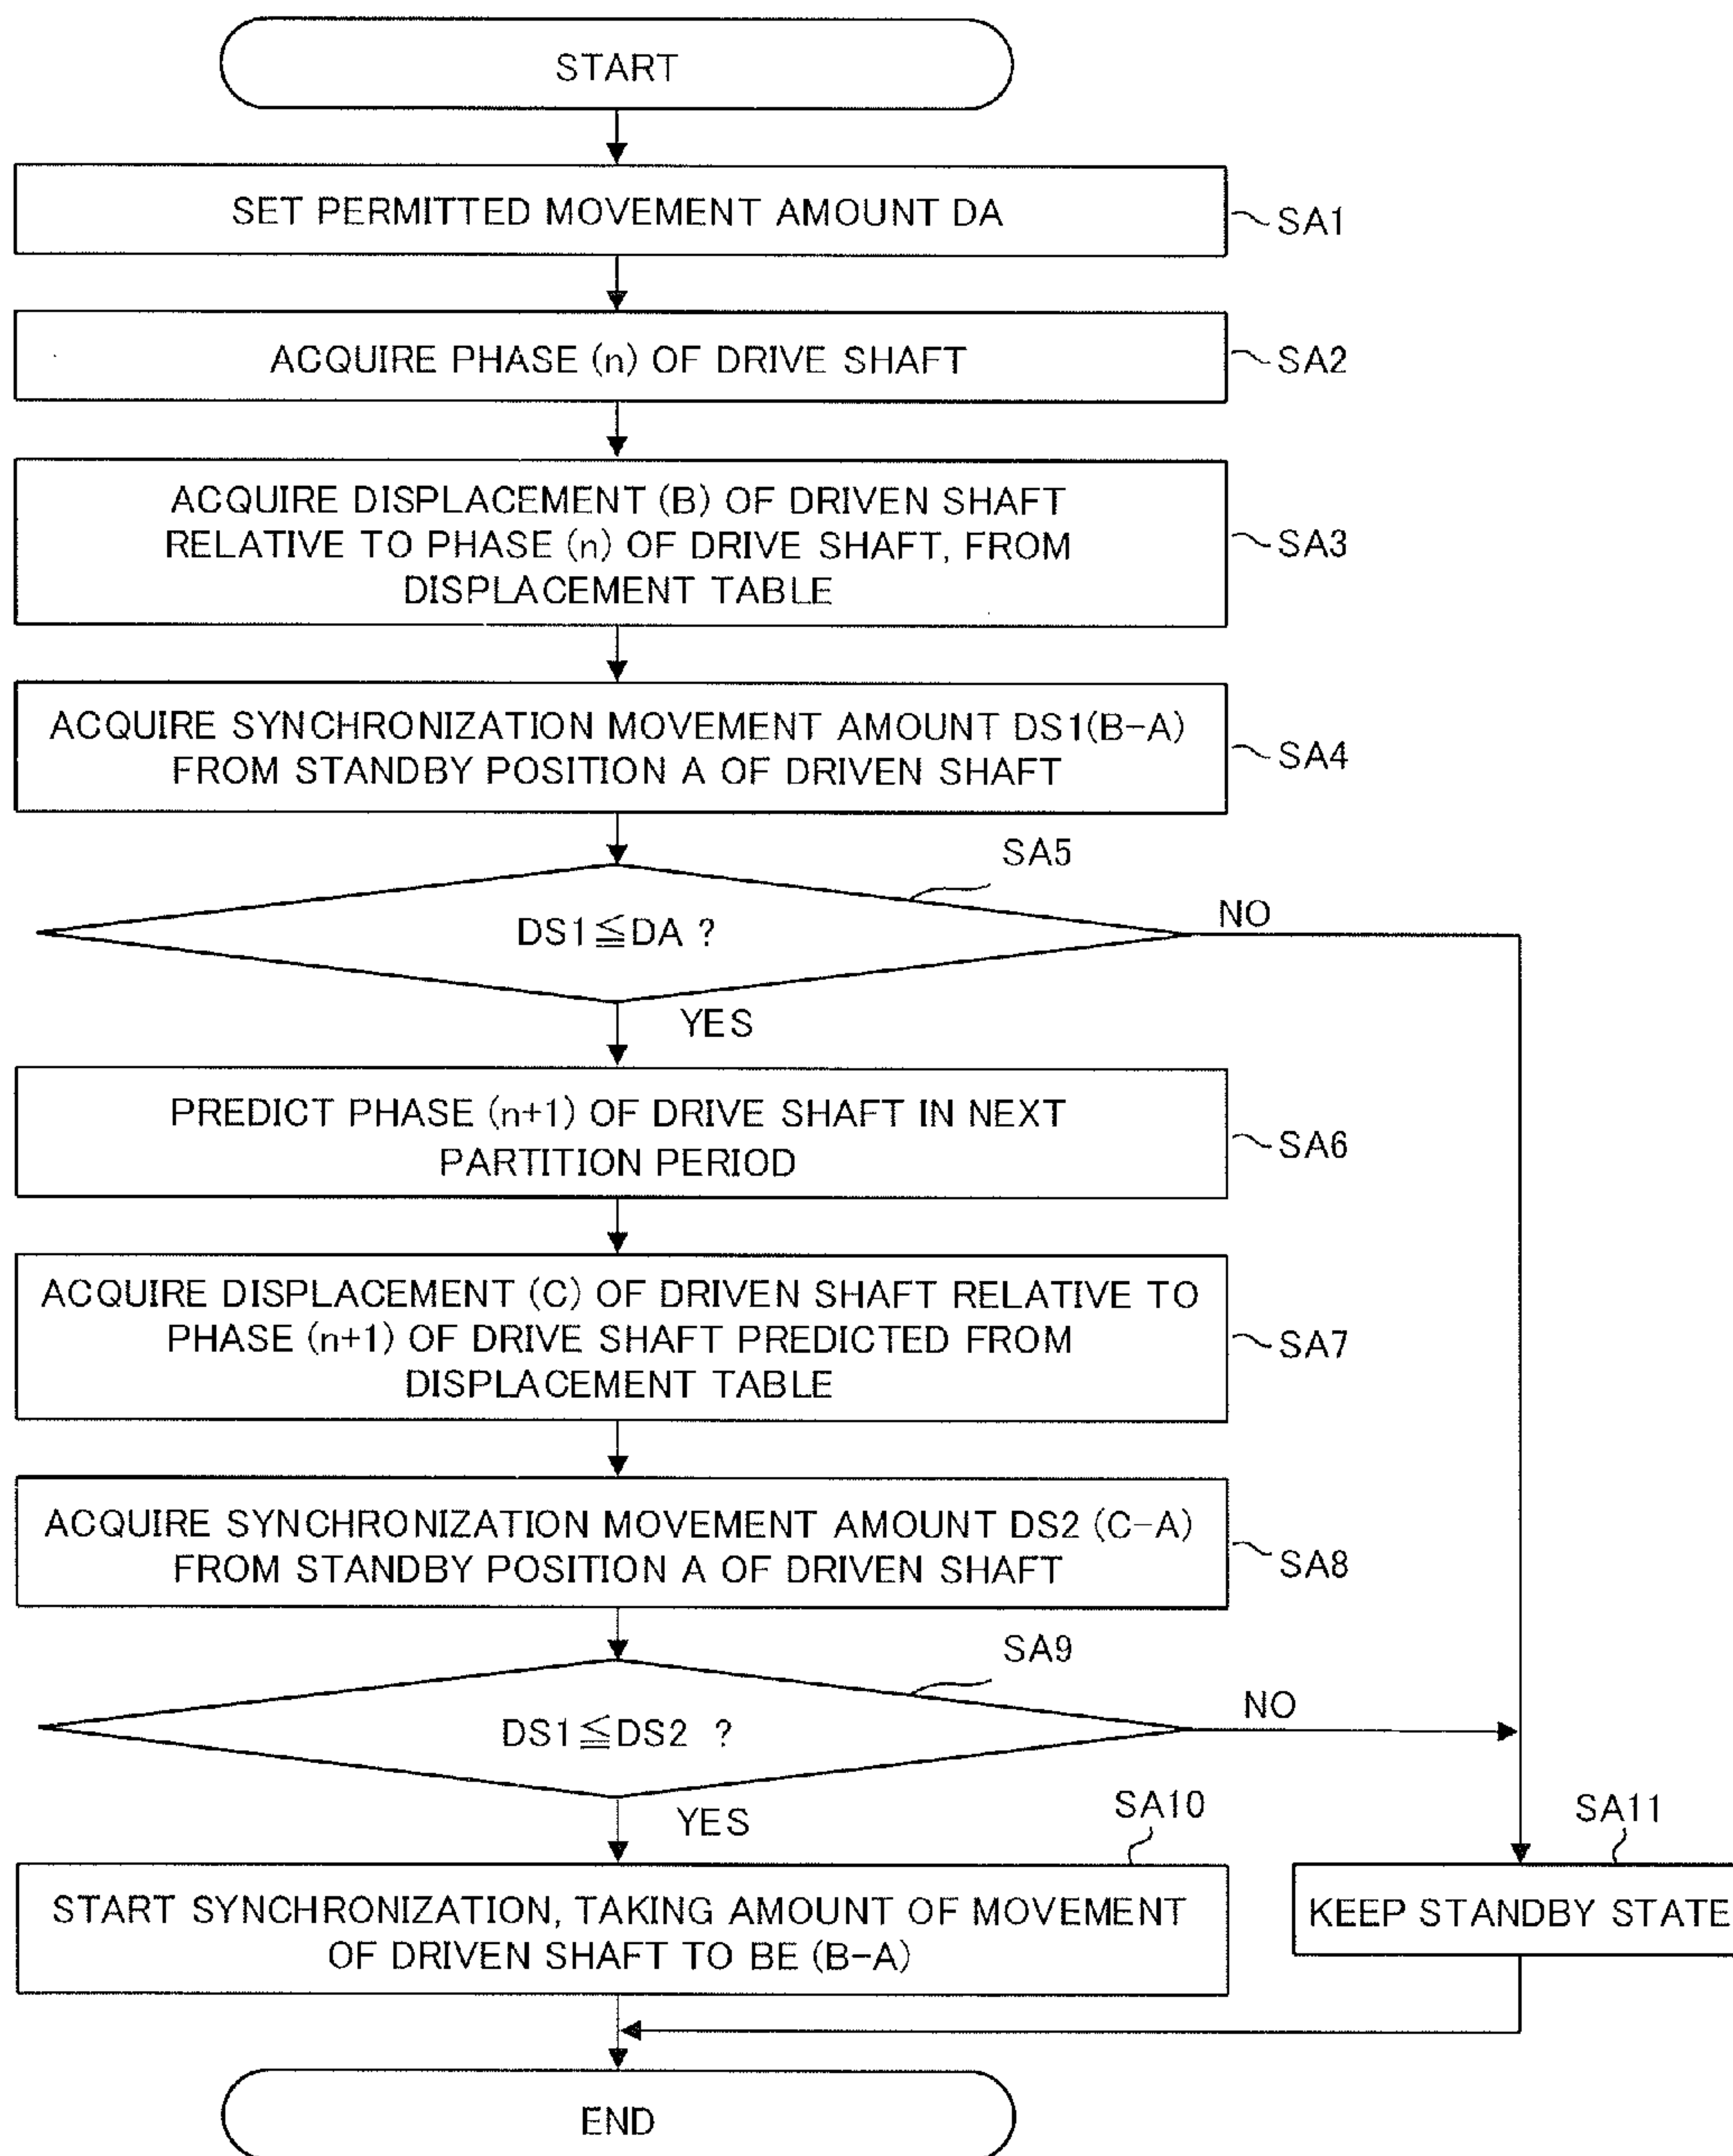 START
SET PERMITTED MOVEMENT AMOUNT DA
SA1
ACQUIRE PHASE (n) OF DRIVE SHAFT
SA2
ACQUIRE DISPLACEMENT (B) OF DRIVEN SHAFT
RELATIVE TO PHASE (n) OF DRIVE SHAFT, FROM
DISPLACEMENT TABLE
SA3
ACQUIRE SYNCHRONIZATION MOVEMENT AMOUNT DS1(B-A)
FROM STANDBY POSITION A OF DRIVEN SHAFT
SA4
SA5
DS1≦DA ?
NO
YES
PREDICT PHASE (n+1) OF DRIVE SHAFT IN NEXT
PARTITION PERIOD
SA6
ACQUIRE DISPLACEMENT (C) OF DRIVEN SHAFT RELATIVE TO
PHASE (n+1) OF DRIVE SHAFT PREDICTED FROM
DISPLACEMENT TABLE
SA7
ACQUIRE SYNCHRONIZATION MOVEMENT AMOUNT DS2 (C-A)
FROM STANDBY POSITION A OF DRIVEN SHAFT
SA8
SA9
DS1≦DS2 ?
NO
YES
SA10
START SYNCHRONIZATION, TAKING AMOUNT OF MOVEMENT
OF DRIVEN SHAFT TO BE (B-A)
SA11
KEEP STANDBY STATE
END